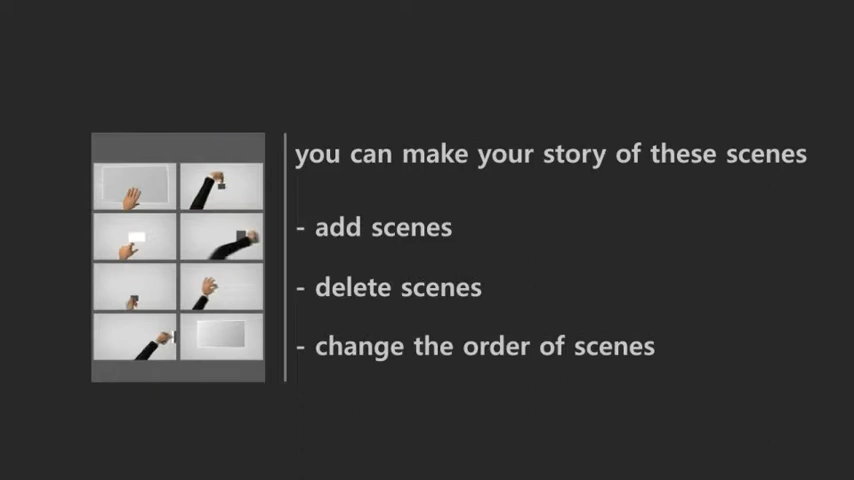 you can make your story of these scenes
- add scenes
- delete scenes
- change the order of scenes